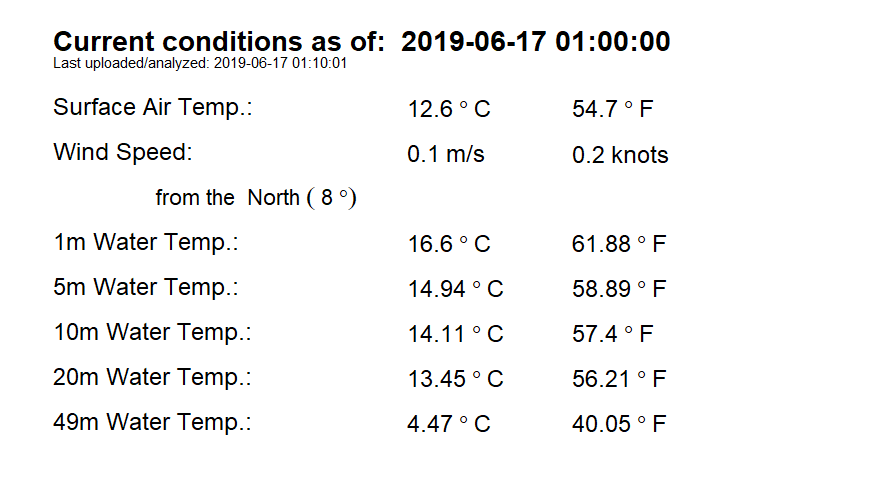 Current conditions as of: 2019-06-17 01:00:00
Last uploaded/analyzed: 2019-06-17 01:10:01
Surface Air Temp.: 12.6 ° C 54.7 ° F
Wind Speed: 0.1 m/s 0.2 knots
from the North ( 8 °)
1m Water Temp.: 16.6 ° C 61.88 ° F
5m Water Temp.: 14.94 ° C 58.89 ° F
10m Water Temp.: 14.11 ° C 57.4 ° F
20m Water Temp.: 13.45 ° C 56.21 ° F
49m Water Temp.: 4.47 ° C 40.05 ° F